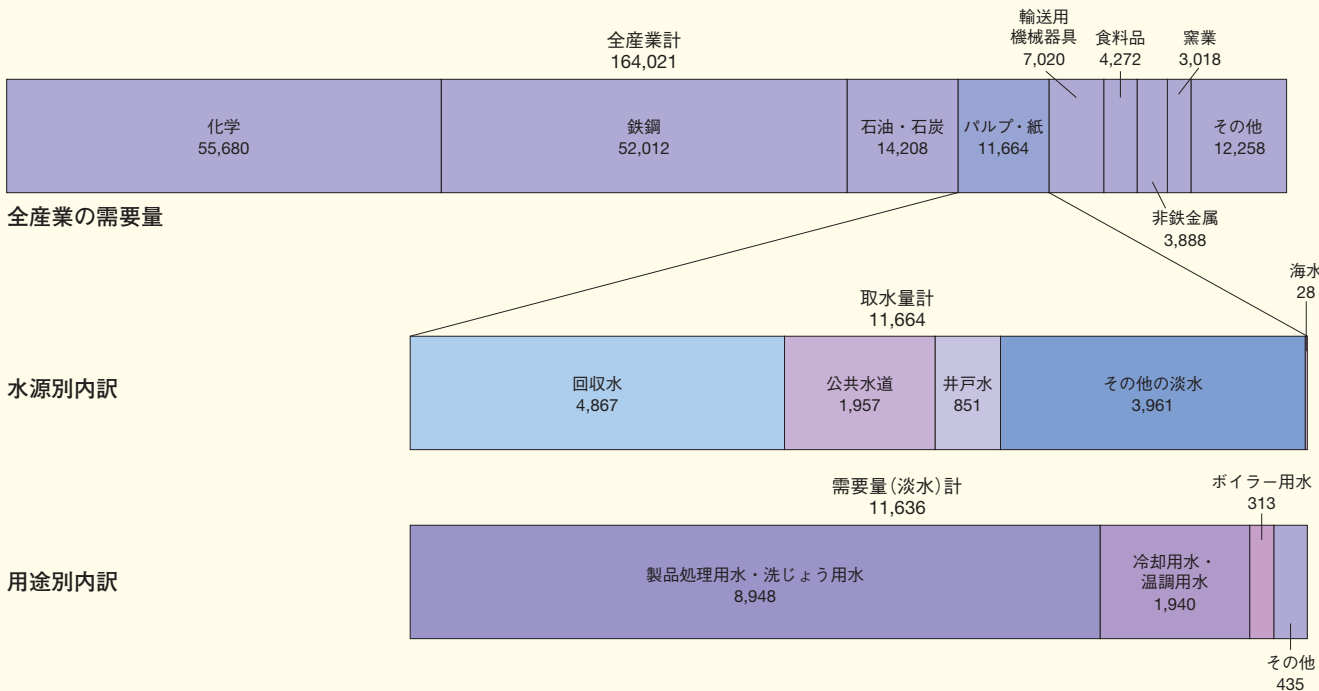 全産業計
164,021
輸送用
機械器具
7,020
食料品
4,272
窯業
3,018
化学
55,680
鉄鋼
52,012
石油・石炭
14,208
パルプ・紙
11,664
その他
12,258
非鉄金属
3,888
全産業の需要量
取水量計
11,664
海水
28
水源別内訳
回収水
4,867
公共水道
1,957
井戸水
851
その他の淡水
3,961
需要量(淡水)計
11,636
ボイラー用水
313
用途別内訳
製品処理用水・洗じょう用水
8,948
冷却用水・
温調用水
1,940
その他
435